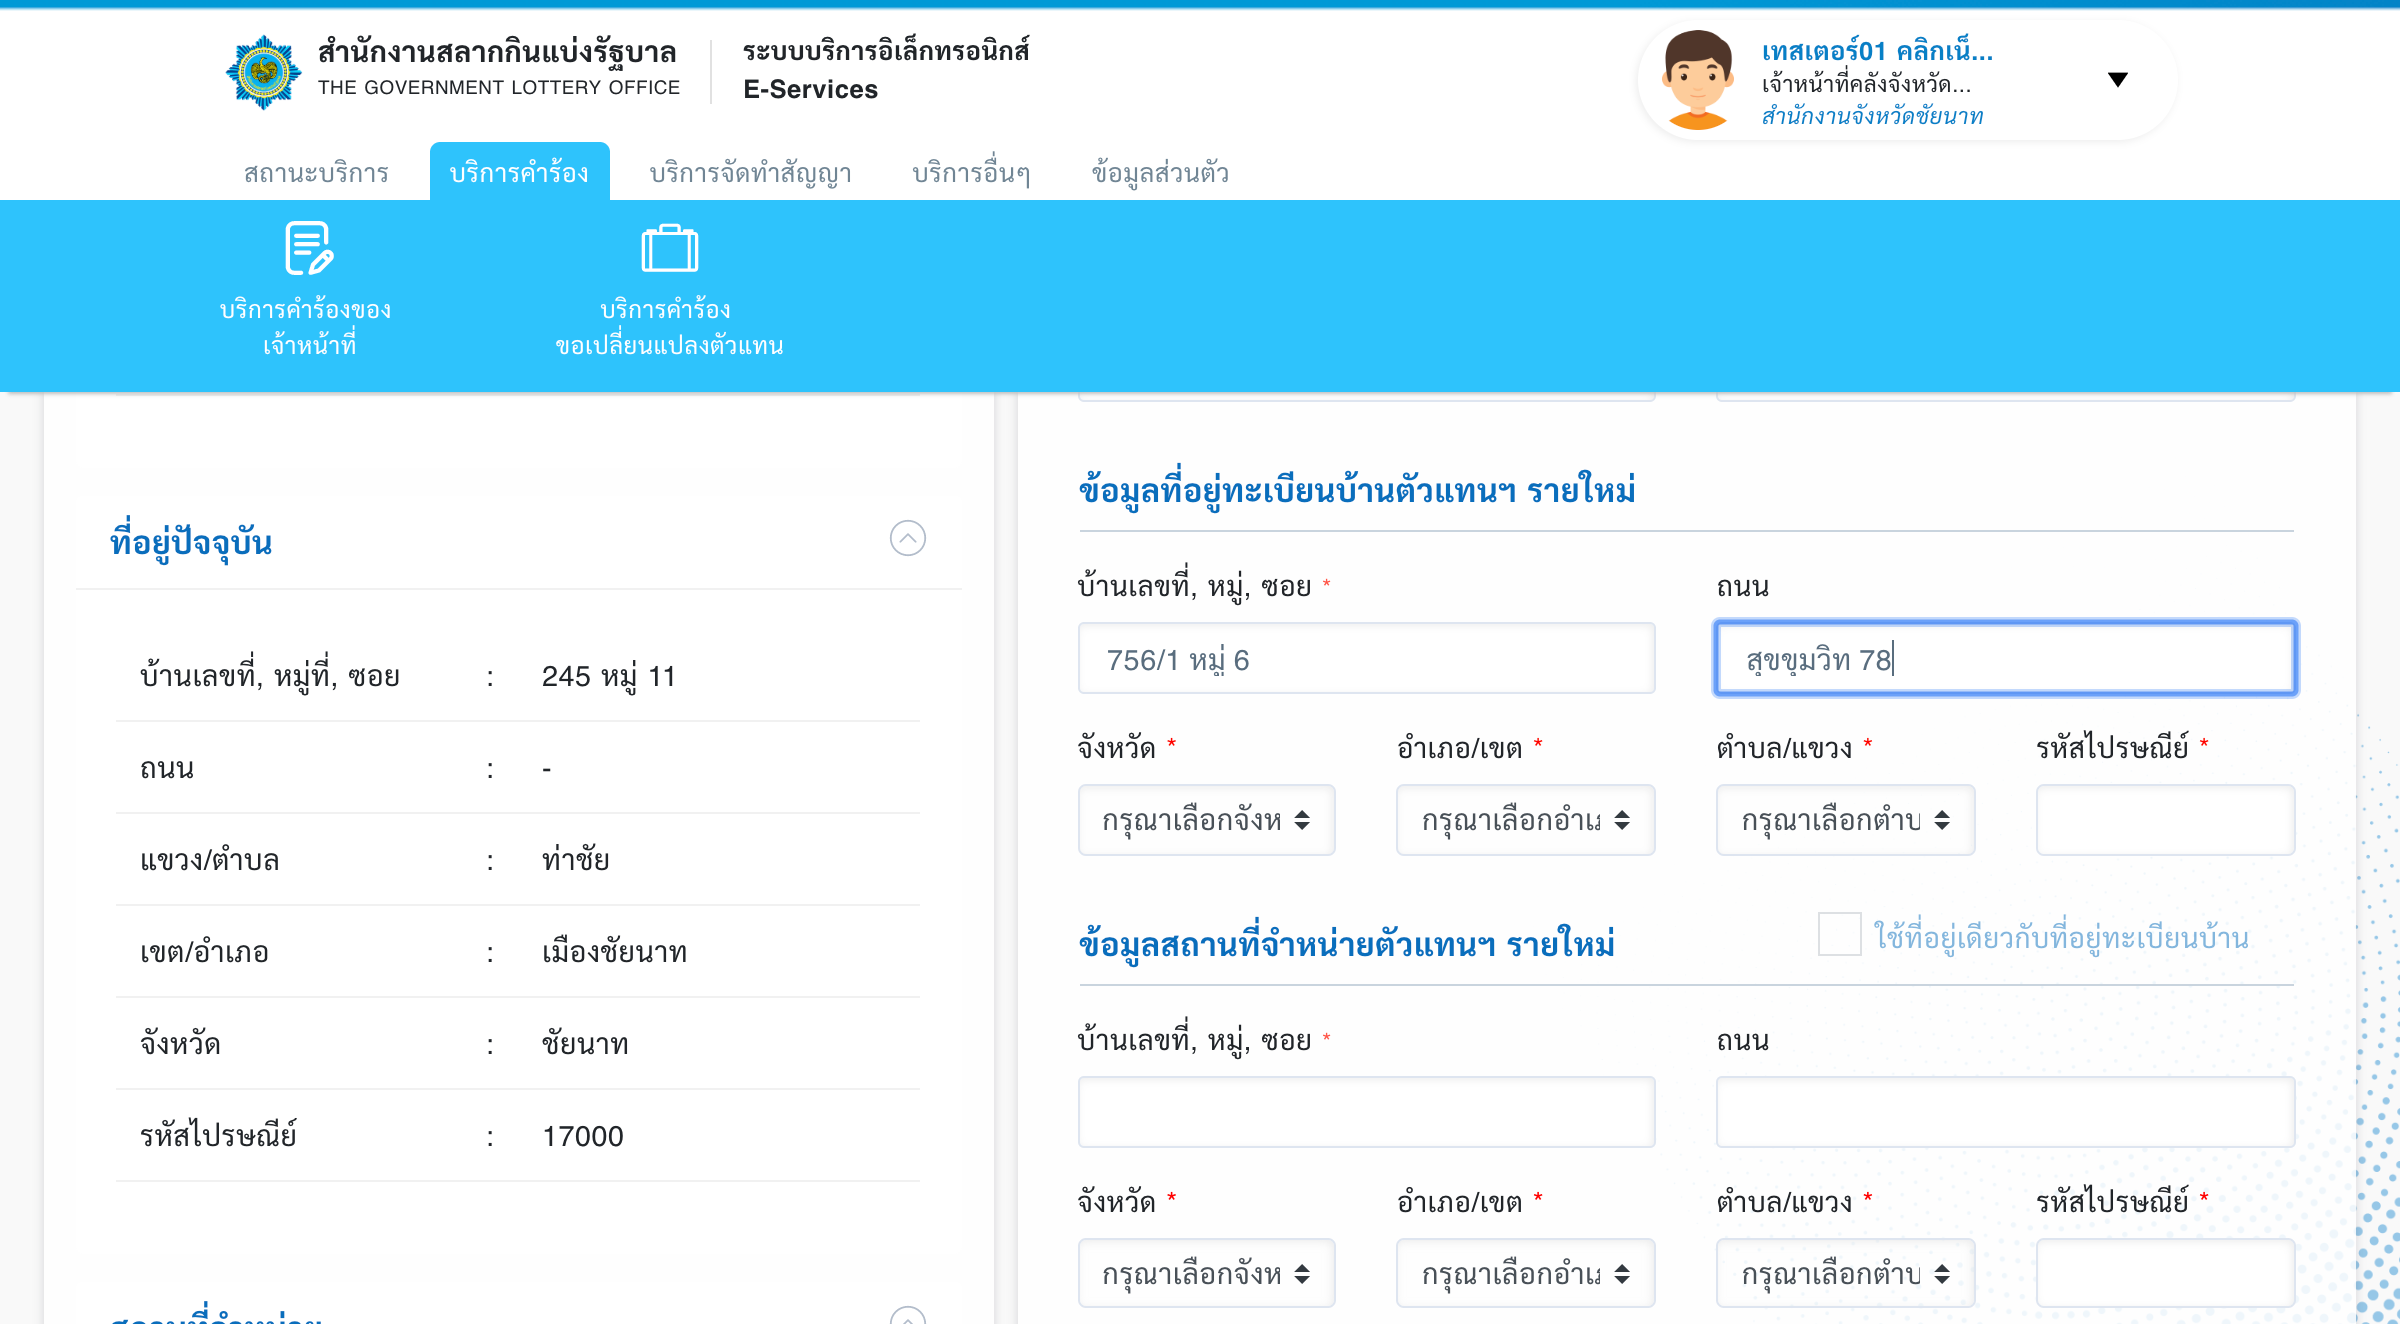 สำนักงานสลากกินแบ่งรัฐบาล
THE GOVERNMENT LOTTERY OFFICE
ระบบบริการอิเล็กทรอนิกส์
E-Services
เทสเตอร์01 คลิกเน็...
เจ้าหน้าที่คลังจังหวัด...
สำนักงานจังหวัดชัยนาท
สถานะบริการ
บริการคำร้อง
บริการจัดทำสัญญา
บริการอื่นๆ
ข้อมูลส่วนตัว
บริการคำร้องของ
เจ้าหน้าที่
บริการคำร้อง
ขอเปลี่ยนแปลงตัวแทน
ที่อยู่ปัจจุบัน
บ้านเลขที่, หมู่ที่, ซอย : 245 หมู่ 11
ถนน : -
แขวง/ตำบล : ท่าชัย
เขต/อำเภอ : เมืองชัยนาท
จังหวัด : ชัยนาท
รหัสไปรษณีย์ : 17000
ข้อมูลที่อยู่ทะเบียนบ้านตัวแทนฯ รายใหม่
บ้านเลขที่, หมู่, ซอย *
ถนน
756/1 หมู่ 6
สุขขุมวิท 78
จังหวัด *
อำเภอ/เขต *
ตำบล/แขวง *
รหัสไปรษณีย์ *
กรุณาเลือกจังห
กรุณาเลือกอำเภ
กรุณาเลือกตำบ
ข้อมูลสถานที่จำหน่ายตัวแทนฯ รายใหม่
ใช้ที่อยู่เดียวกับที่อยู่ทะเบียนบ้าน
บ้านเลขที่, หมู่, ซอย *
ถนน
จังหวัด *
อำเภอ/เขต *
ตำบล/แขวง *
รหัสไปรษณีย์ *
กรุณาเลือกจังห
กรุณาเลือกอำเภ
กรุณาเลือกตำบ